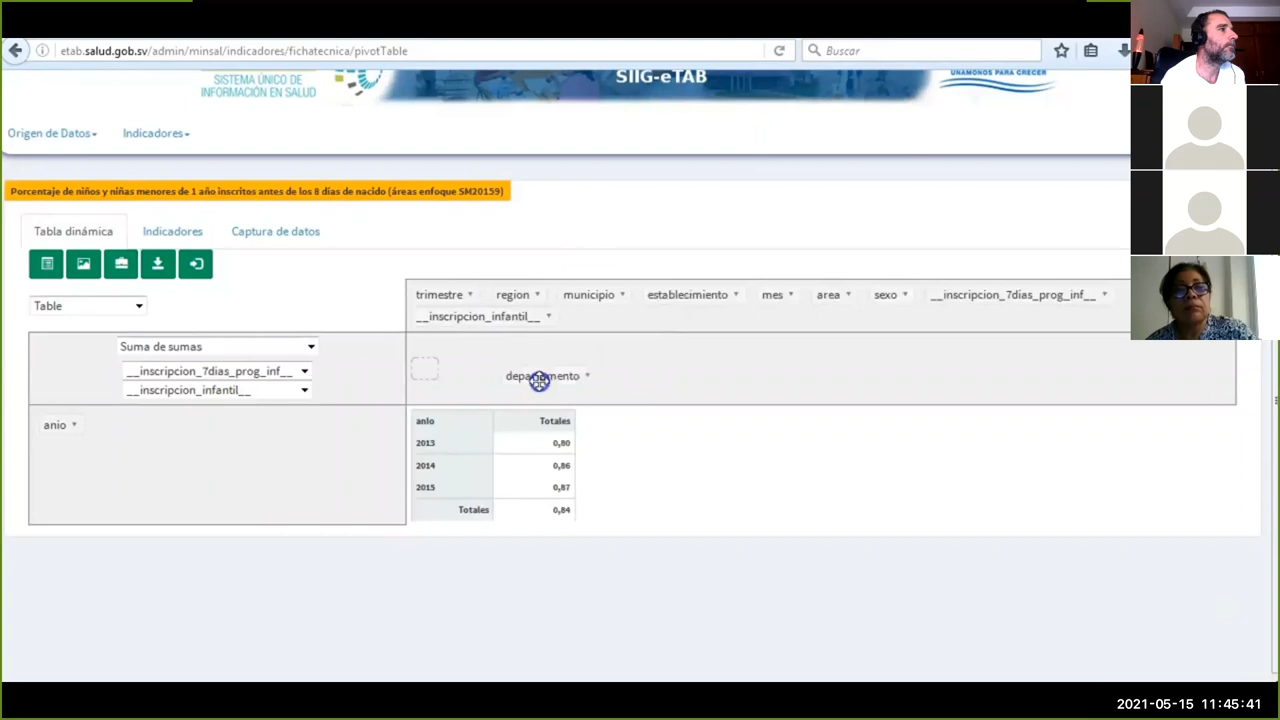 etab.salud.gob.sv/admin/minsal/indicadores/fichatecnica/pivotTable
Buscar
SISTEMA ÚNICO DE
INFORMACIÓN EN SALUD
SIIG-eTAB
UNÁMONOS PARA CRECER
Origen de Datos
Indicadores
Porcentaje de niños y niñas menores de 1 año inscritos antes de los 8 días de nacido (áreas enfoque SM20159)
Tabla dinámica
Indicadores
Captura de datos
Table
trimestre
region
municipio
establecimiento
mes
area
sexo
__inscripcion_7dias_prog_inf__
__inscripcion_infantil__
Suma de sumas
__inscripcion_7dias_prog_inf__
__inscripcion_infantil__
departamento
anio
anio Totales
2013 0,80
2014 0,86
2015 0,87
Totales 0,84
2021-05-15 11:45:41